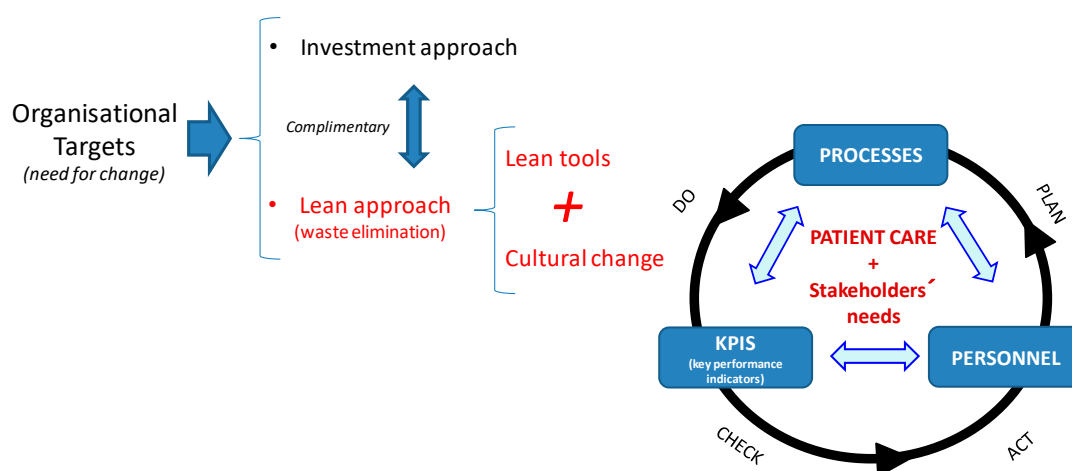 • Investment approach
Organisational
Targets
(need for change)
Complimentary
• Lean approach
(waste elimination)
Lean tools
+
Cultural change
PROCESSES
DO
PLAN
PATIENT CARE
+
Stakeholders´
needs
KPIS
(key performance
indicators)
PERSONNEL
CHECK
ACT